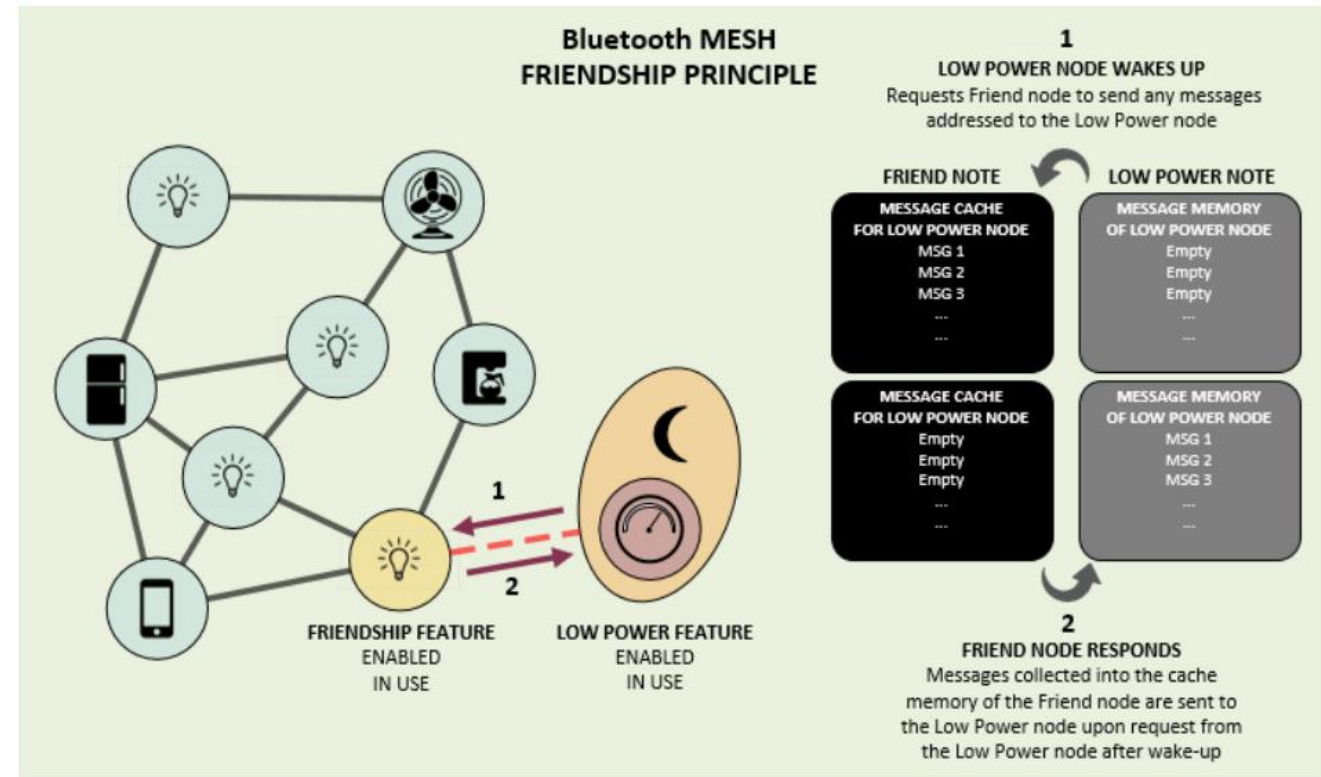 Bluetooth MESH
FRIENDSHIP PRINCIPLE
1
LOW POWER NODE WAKES UP
Requests Friend node to send any messages
addressed to the Low Power node
FRIEND NOTE
LOW POWER NOTE
MESSAGE CACHE
FOR LOW POWER NODE
MSG 1
MSG 2
MSG 3
...
...
MESSAGE MEMORY
OF LOW POWER NODE
Empty
Empty
Empty
...
...
MESSAGE CACHE
FOR LOW POWER NODE
Empty
Empty
Empty
...
...
MESSAGE MEMORY
OF LOW POWER NODE
MSG 1
MSG 2
MSG 3
...
...
1
2
FRIENDSHIP FEATURE
ENABLED
IN USE
LOW POWER FEATURE
ENABLED
IN USE
2
FRIEND NODE RESPONDS
Messages collected into the cache
memory of the Friend node are sent to
the Low Power node upon request from
the Low Power node after wake-up